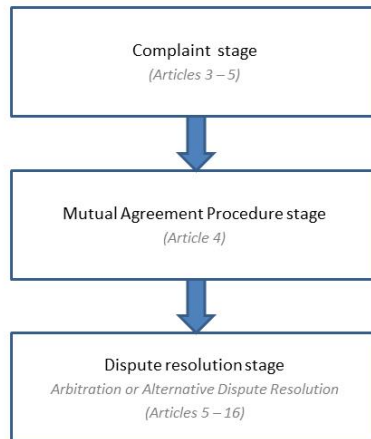 Complaint stage
(Articles 3 – 5)
Mutual Agreement Procedure stage
(Article 4)
Dispute resolution stage
Arbitration or Alternative Dispute Resolution
(Articles 5 – 16)